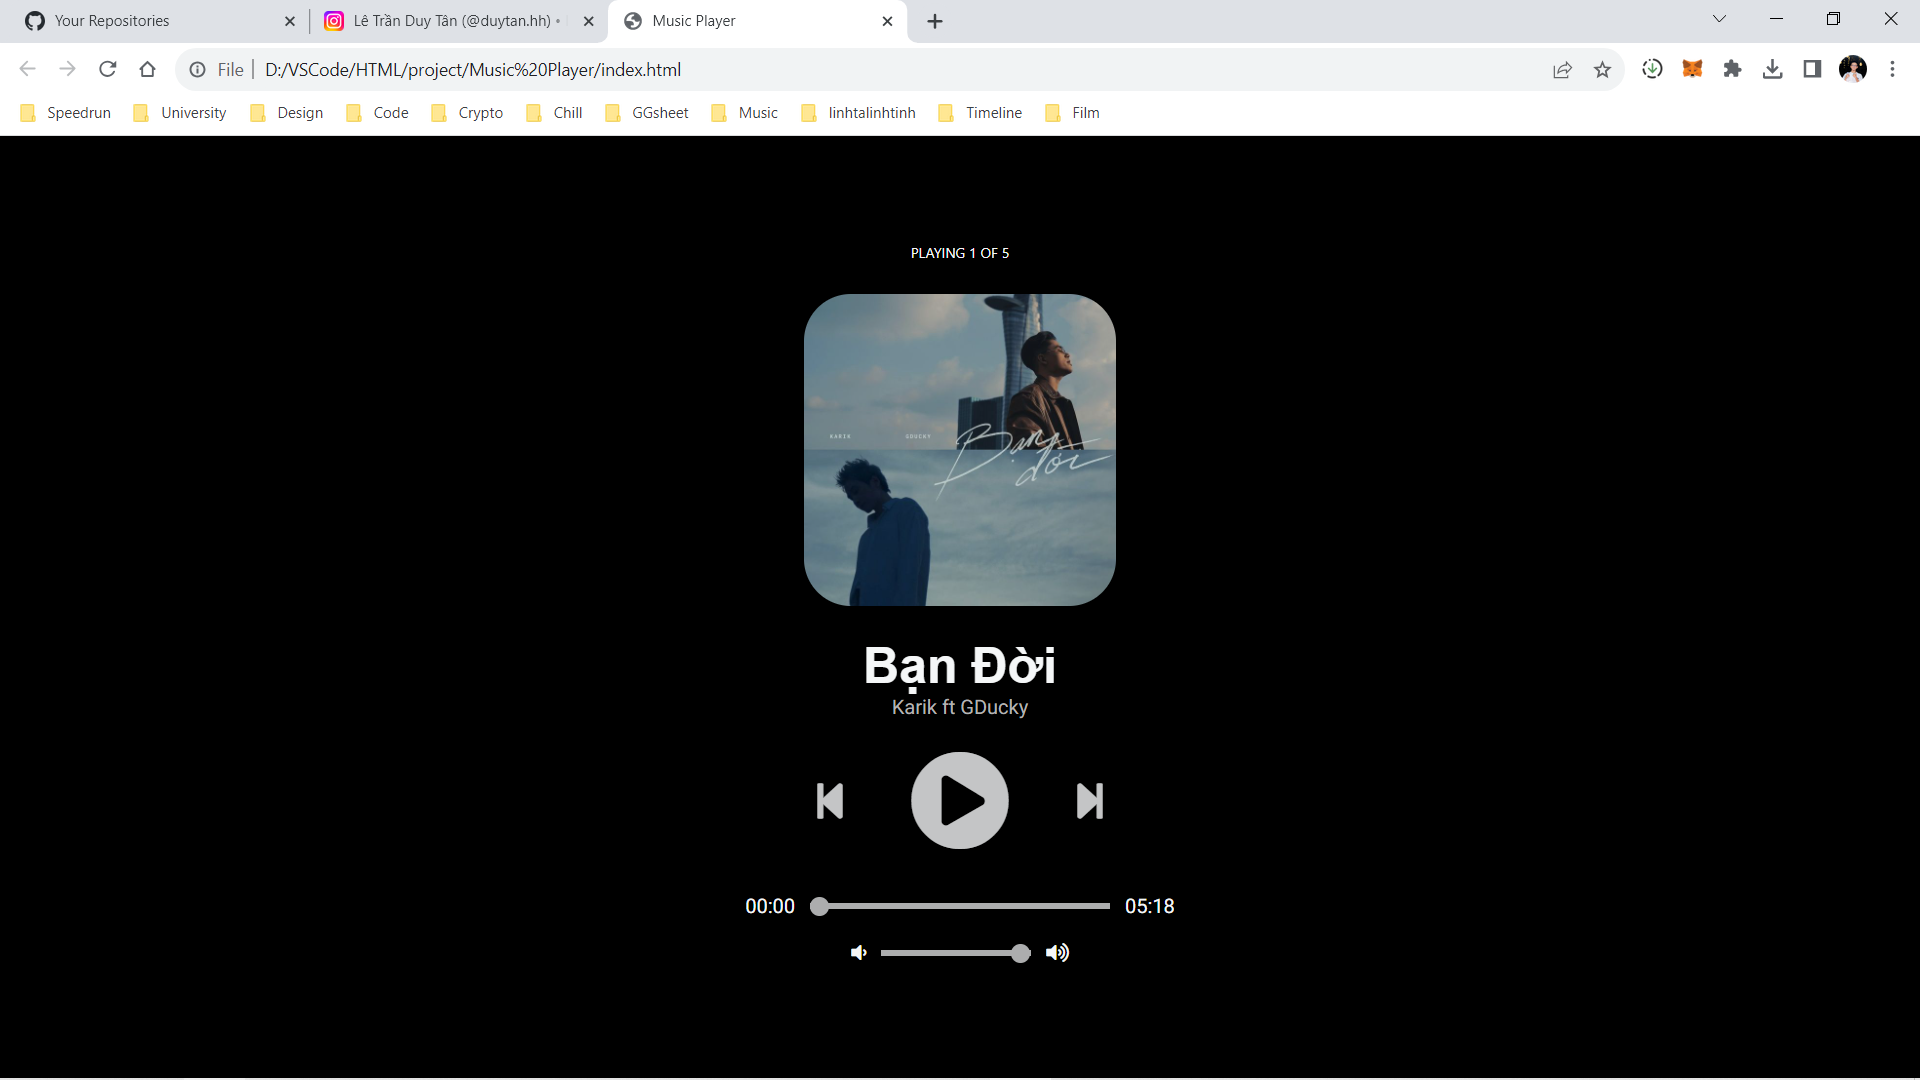 Your Repositories
Lê Trần Duy Tân (@duytan.hh) •
Music Player
File
D:/VSCode/HTML/project/Music%20Player/index.html
Speedrun
University
Design
Code
Crypto
Chill
GGsheet
Music
linhtalinhtinh
Timeline
Film
PLAYING 1 OF 5
KARIK
GDUCKY
Bạn
đời
Bạn Đời
Karik ft GDucky
00:00
05:18